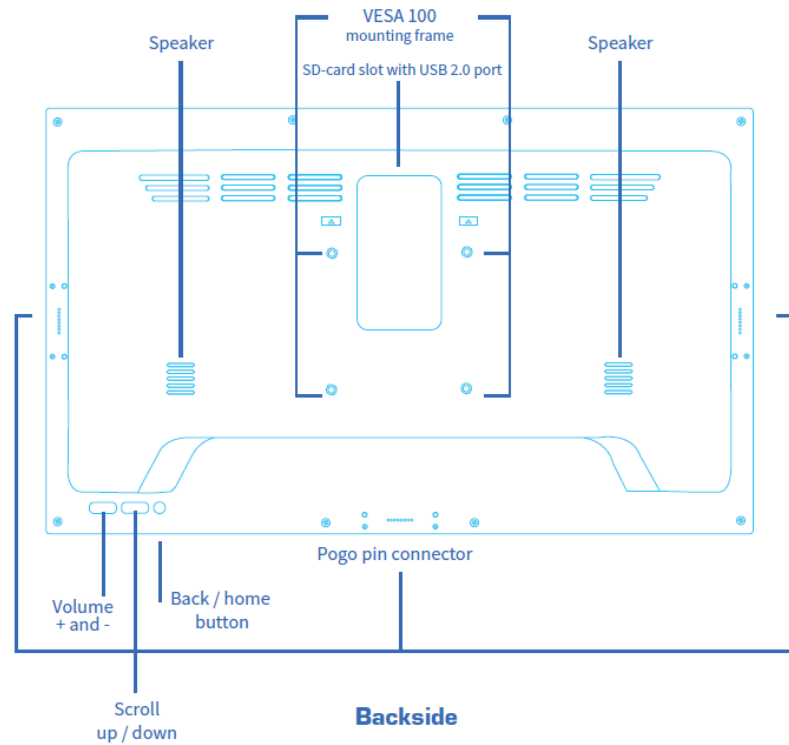 VESA 100
mounting frame
Speaker
Speaker
SD-card slot with USB 2.0 port
Pogo pin connector
Volume
+ and -
Back / home
button
Scroll
up / down
Backside